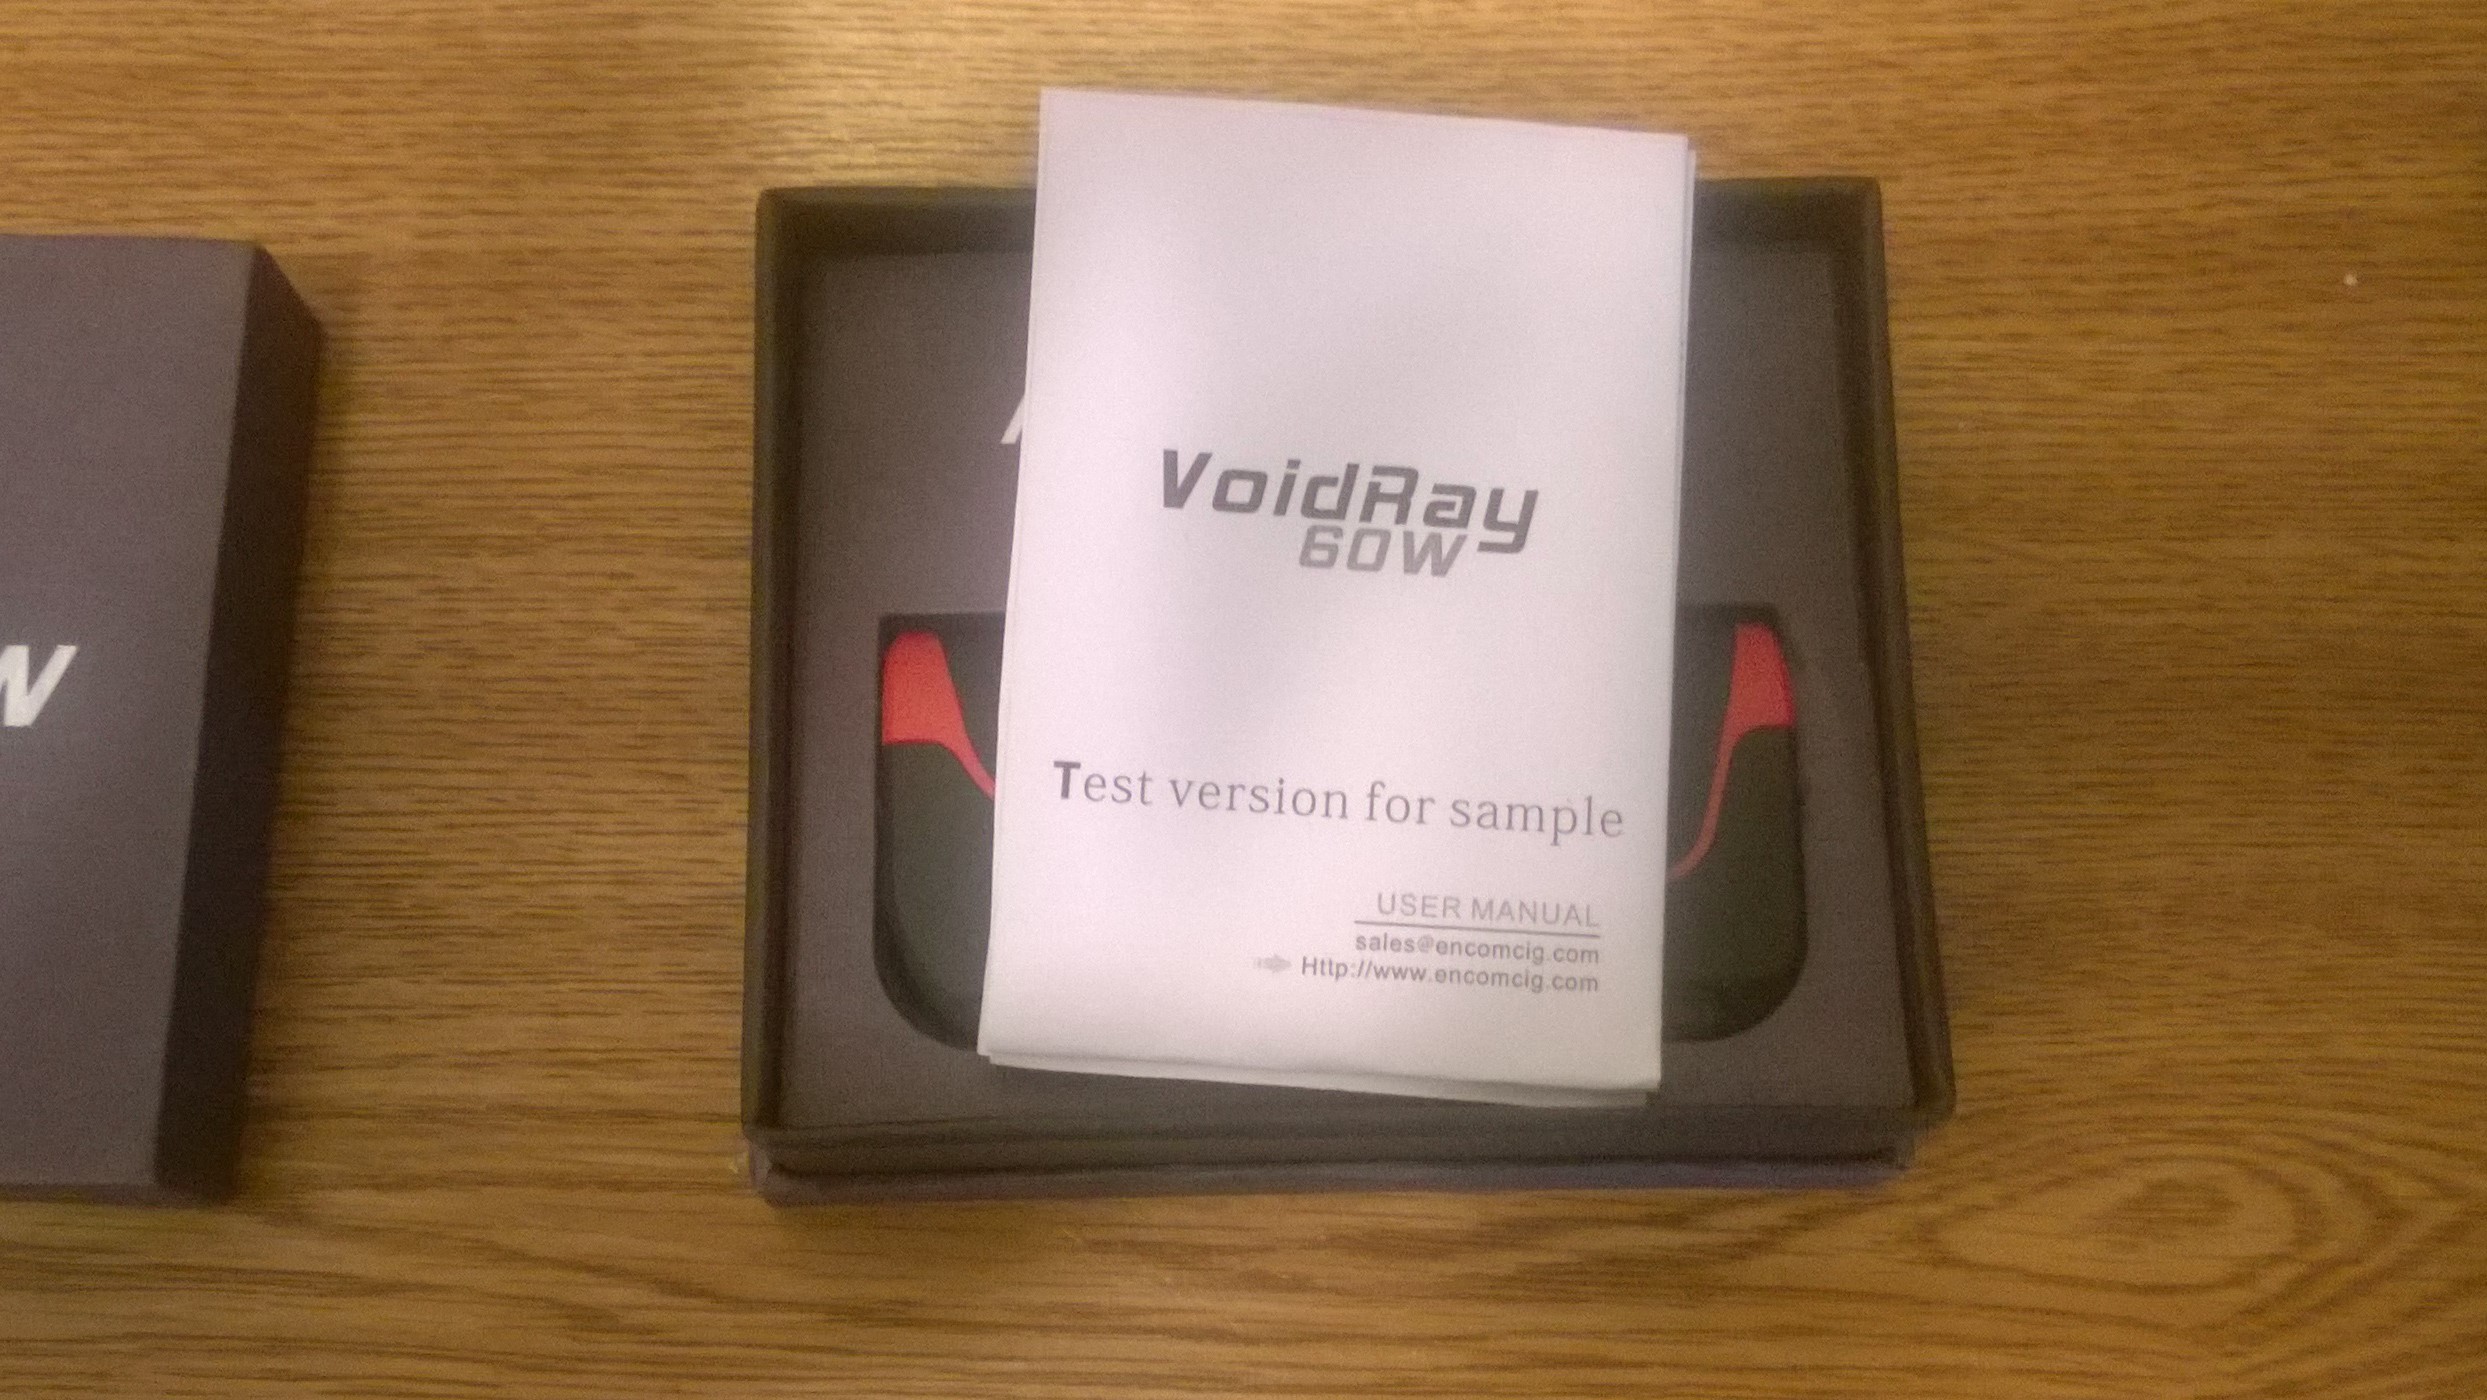 VoidRay
60W
Test version for sample
USER MANUAL
sales@encomcig.com
Http://www.encomcig.com
W